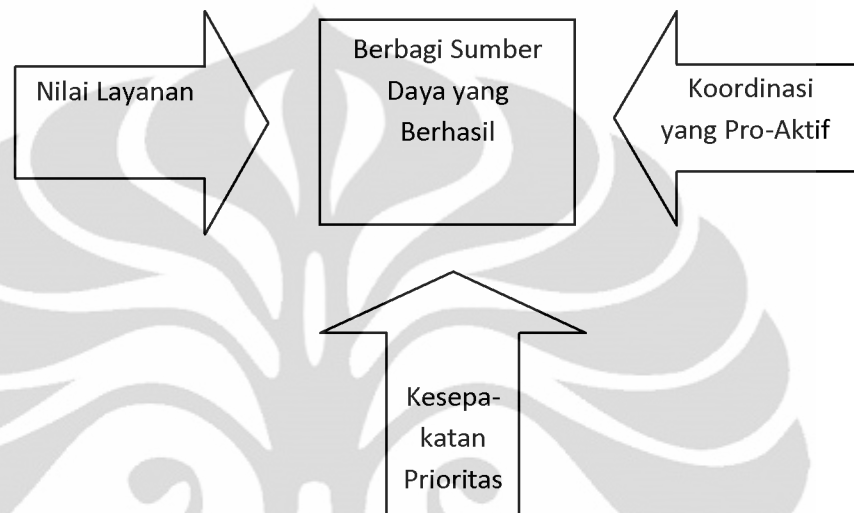 Nilai Layanan
Berbagi Sumber
Daya yang
Berhasil
Koordinasi
yang Pro-Aktif
Kesepa-
katan
Prioritas